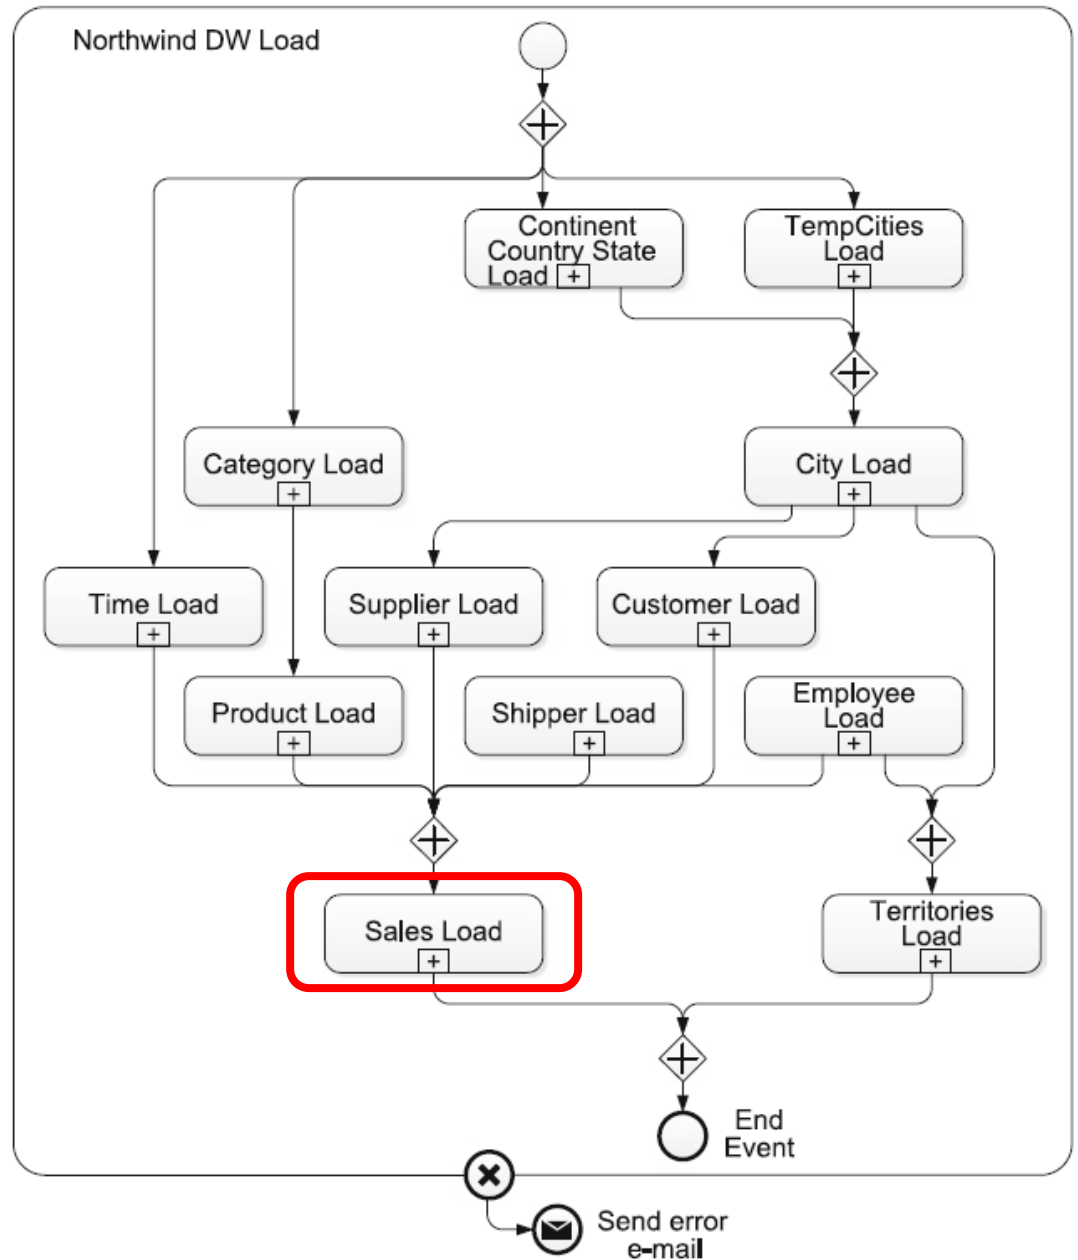 Northwind DW Load
Continent
Country State
Load
TempCities
Load
Category Load
City Load
Time Load
Supplier Load
Customer Load
Product Load
Shipper Load
Employee
Load
Sales Load
Territories
Load
End
Event
Send error
e-mail